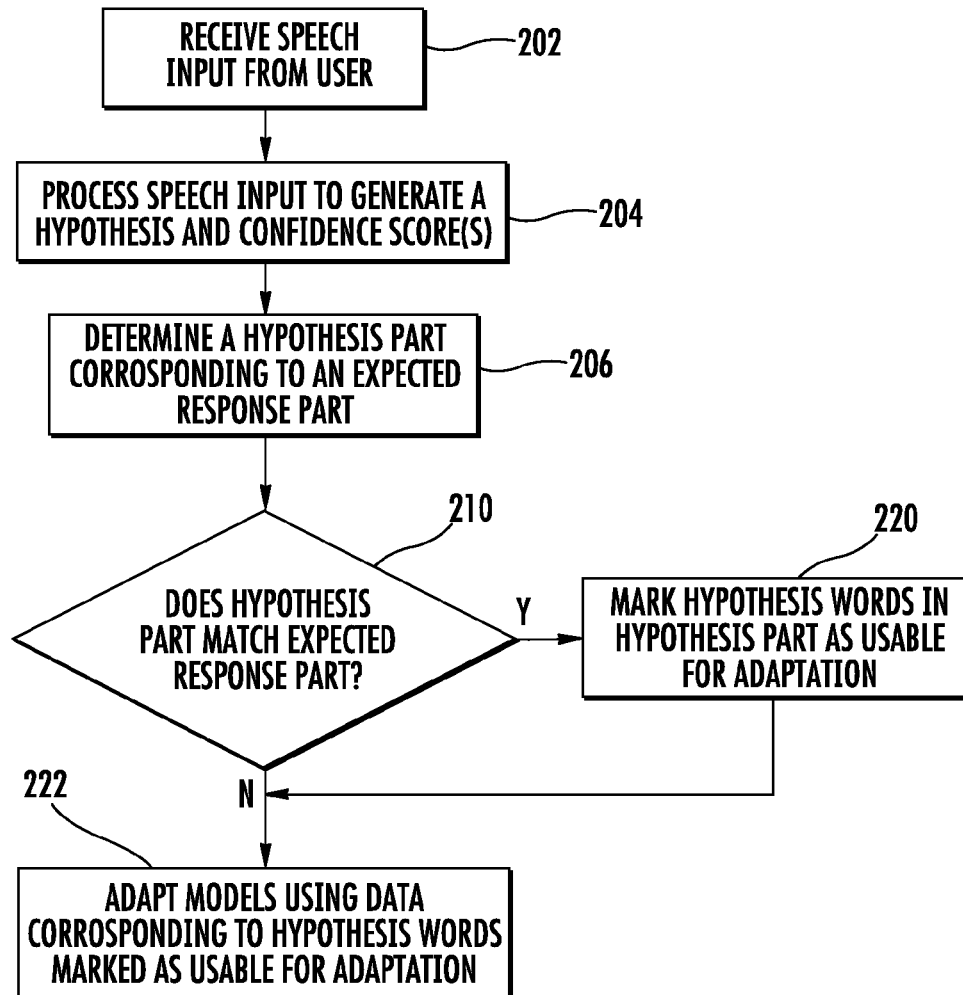 RECEIVE SPEECH
INPUT FROM USER
202
PROCESS SPEECH INPUT TO GENERATE A
HYPOTHESIS AND CONFIDENCE SCORE(S)
204
DETERMINE A HYPOTHESIS PART
CORROSPONDING TO AN EXPECTED
RESPONSE PART
206
210
DOES HYPOTHESIS
PART MATCH EXPECTED
RESPONSE PART?
Y
220
MARK HYPOTHESIS WORDS IN
HYPOTHESIS PART AS USABLE
FOR ADAPTATION
N
222
ADAPT MODELS USING DATA
CORROSPONDING TO HYPOTHESIS WORDS
MARKED AS USABLE FOR ADAPTATION